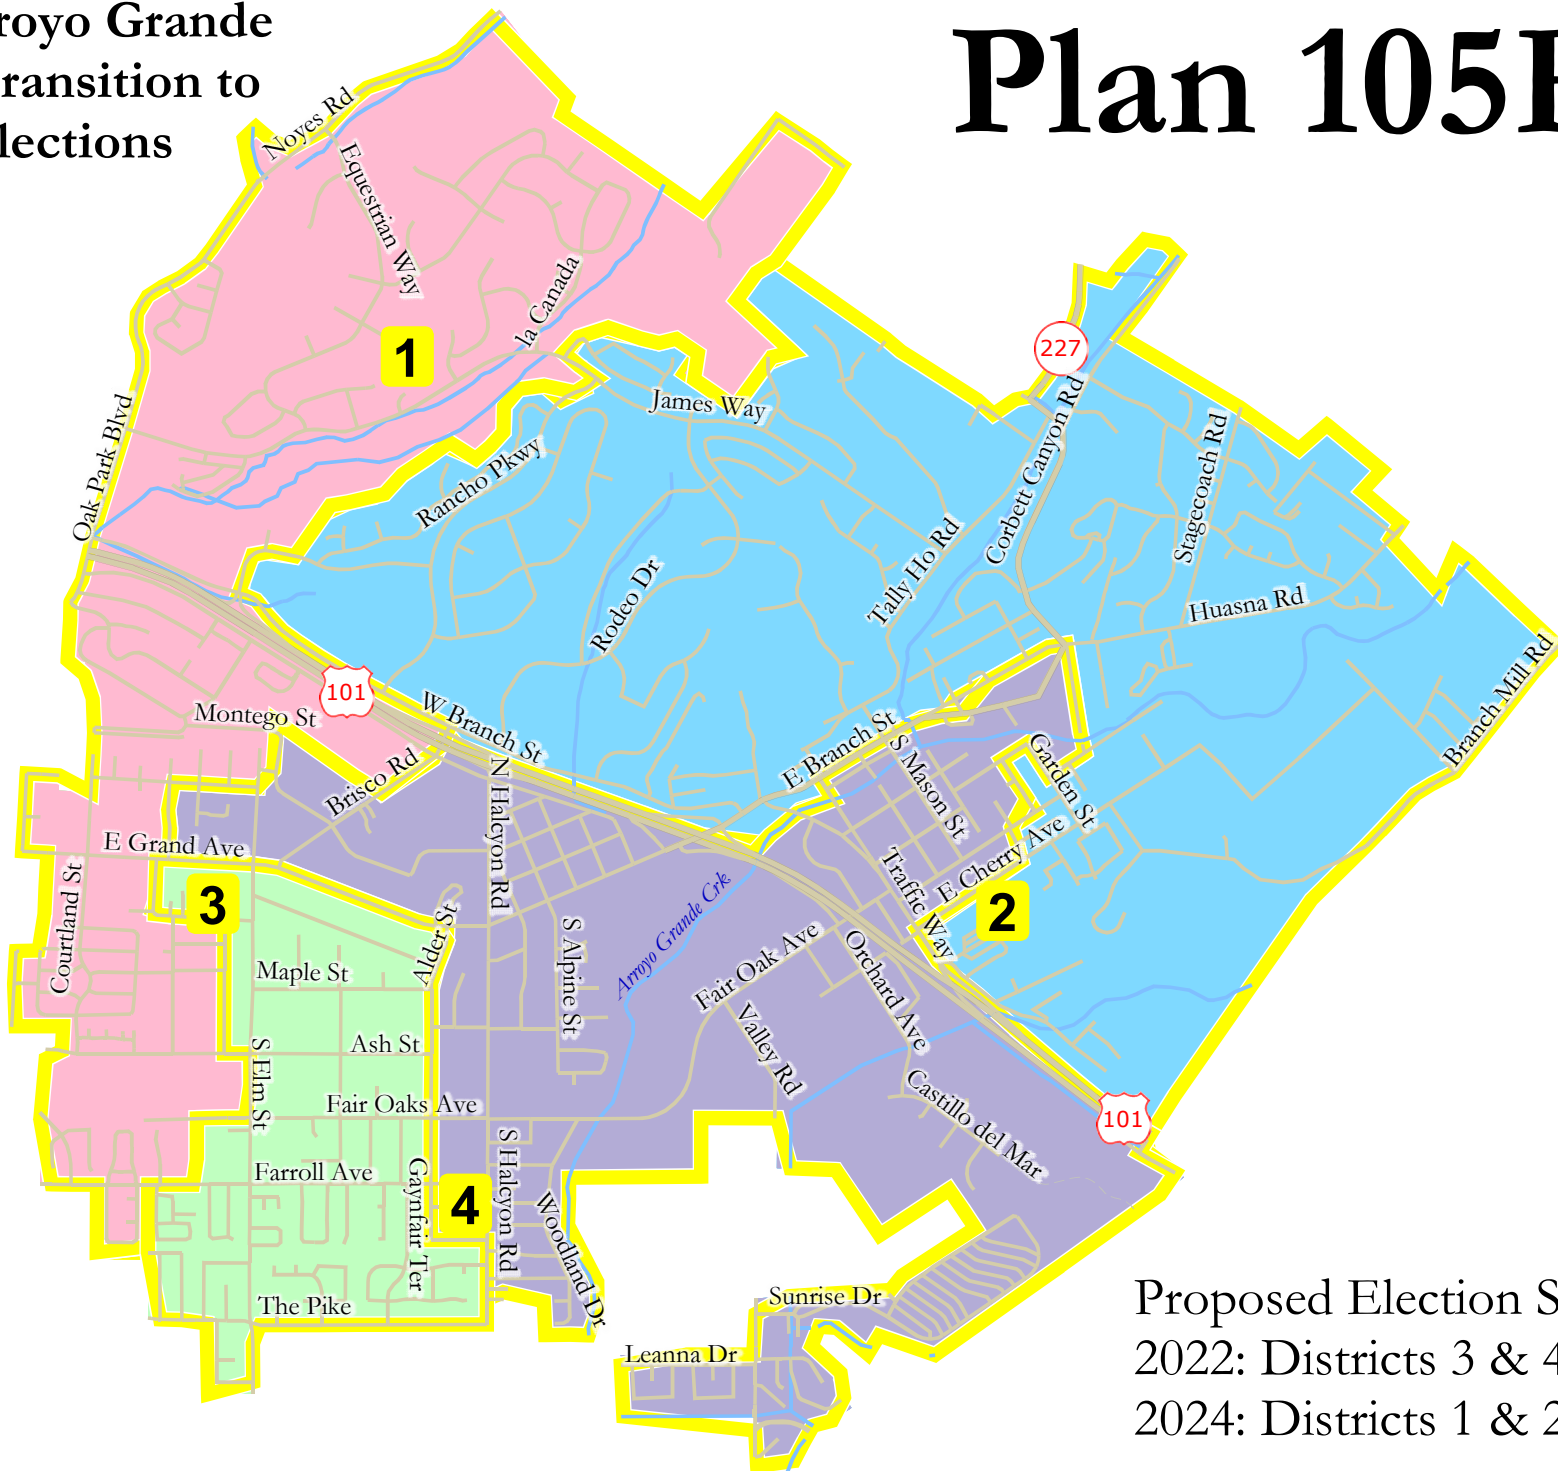 royo Grande
ransition to
lections
Plan 105
Noyes Rd
Equestrian Way
la Canada
1
227
James Way
Oak Park Blvd
Rancho Pkwy
Corbett Canyon Rd
Stagecoach Rd
Tally Ho Rd
Rodeo Dr
Huasna Rd
Branch Mill Rd
101
Montego St
W Branch St
E Branch St
Brisco Rd
N Halcyon Rd
S Mason St
Garden St
E Grand Ave
E Cherry Ave
Traffic Way
Courtland St
3
2
Arroyo Grande Crk
Alder St
S Alpine St
Fair Oak Ave
Orchard Ave
Maple St
Valley Rd
Ash St
S Elm St
Castillo del Mar
Fair Oaks Ave
101
Farroll Ave
Gaynfair Ter
4
S Halcyon Rd
Woodland Dr
The Pike
Sunrise Dr
Leanna Dr
Proposed Election S
2022: Districts 3 & 4
2024: Districts 1 & 2